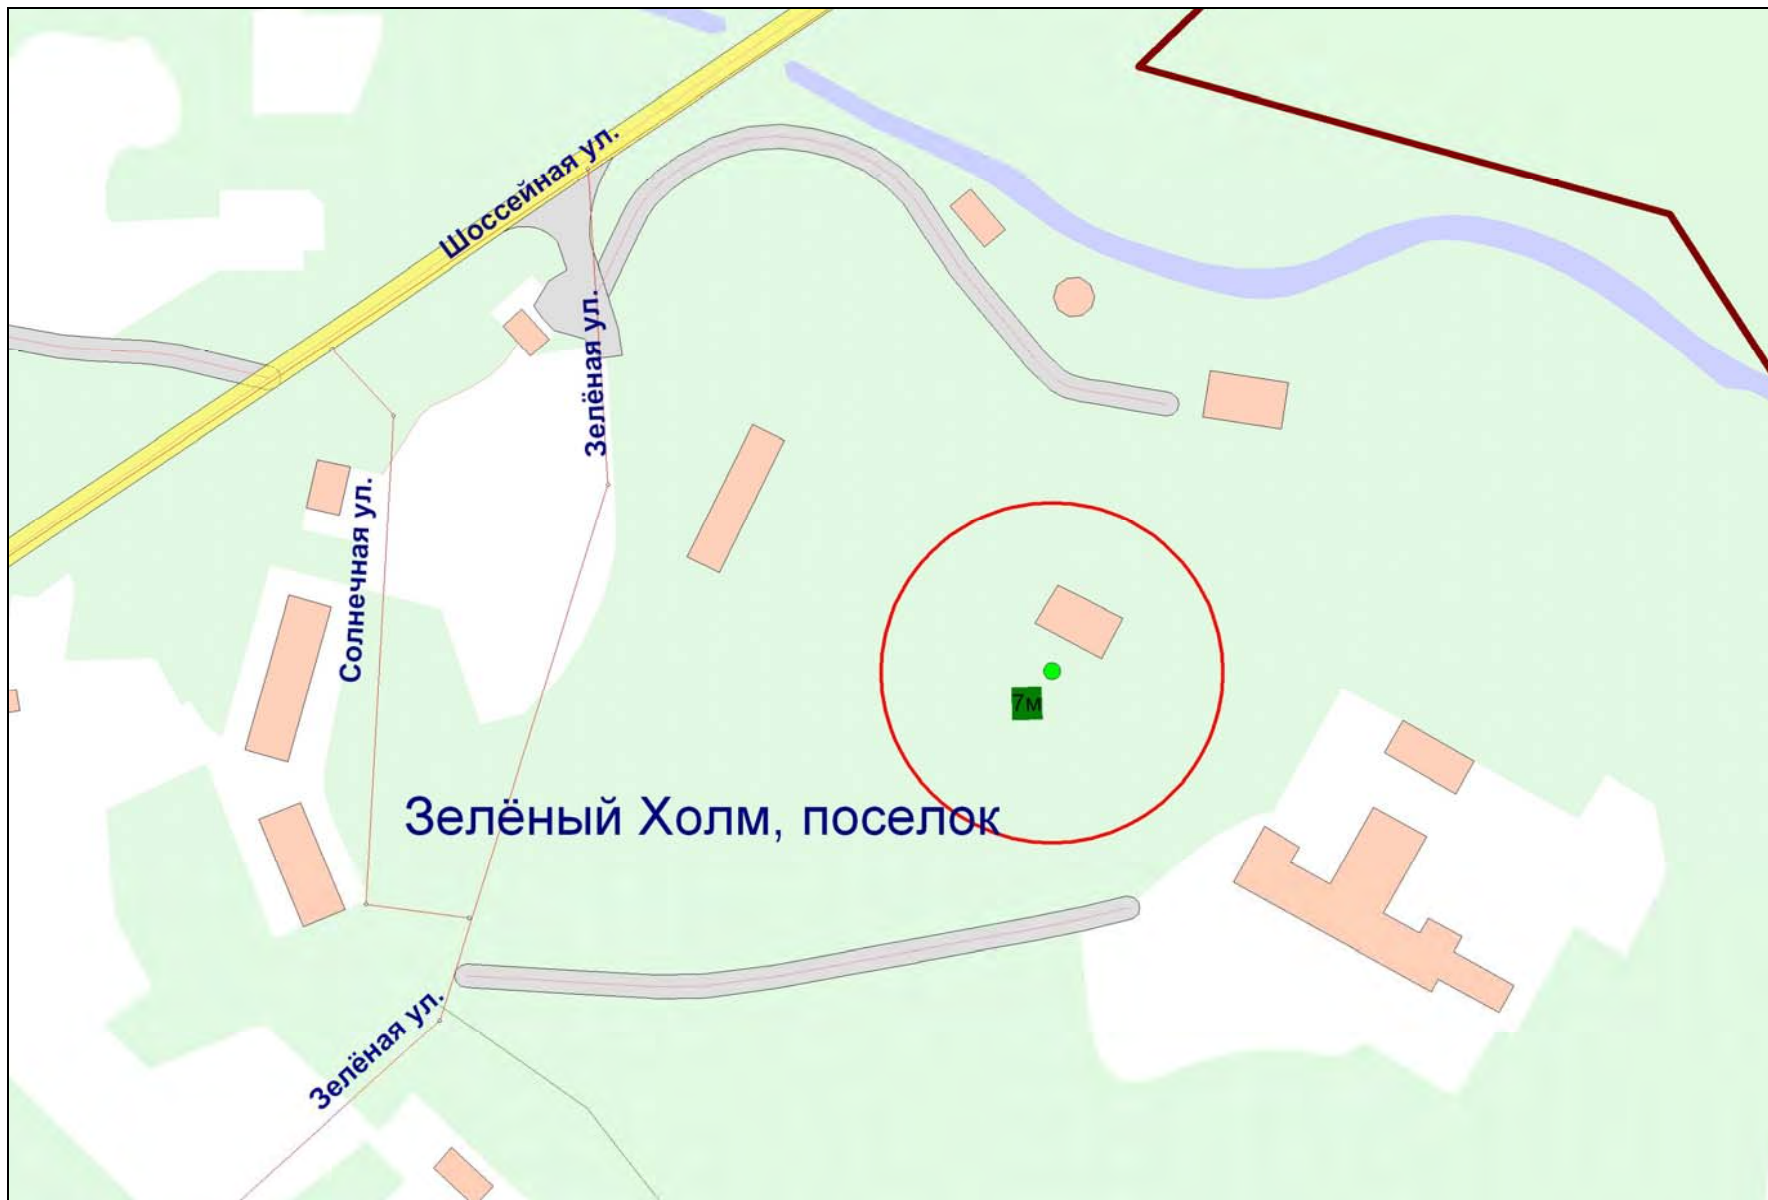 Шоссейная ул.
Зелёная ул.
Солнечная ул.
7м
Зелёный Холм, поселок
Зелёная ул.